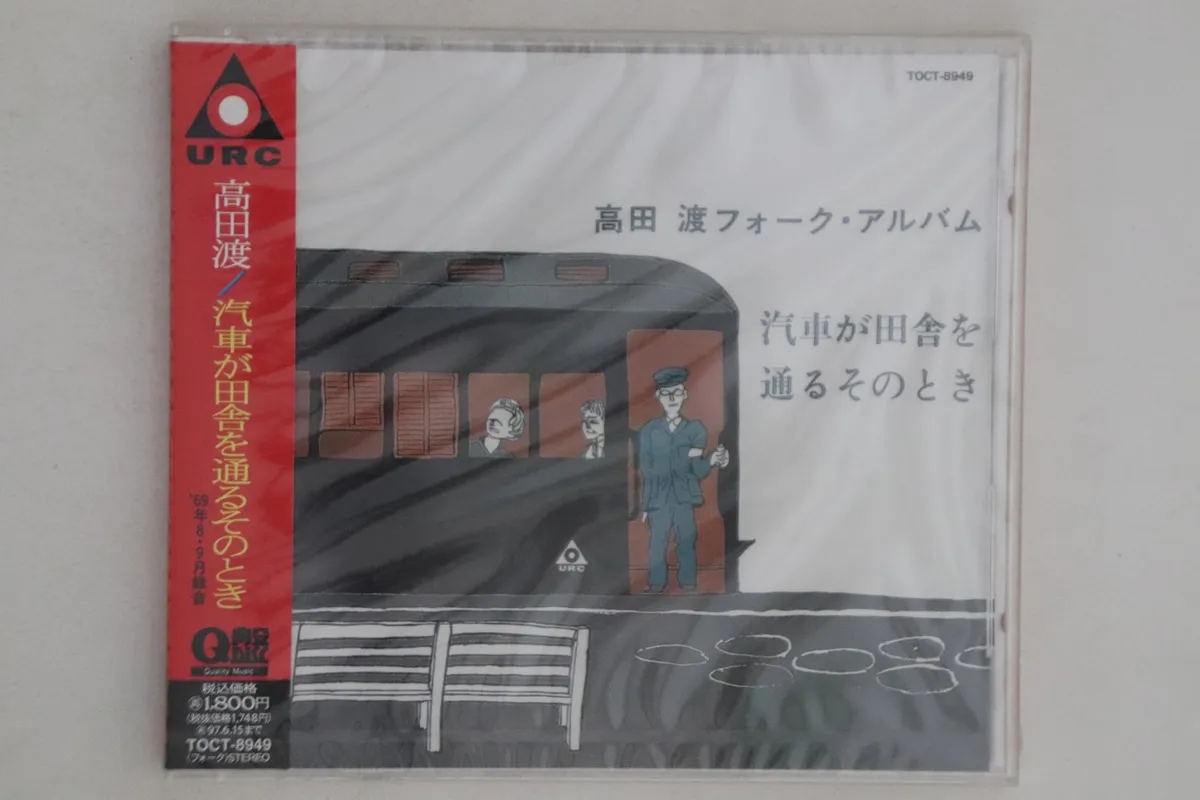 URC
高田渡/汽車が田舎を通るそのとき
'69年8・9月録音
Q盤
Quality Music
税込価格
1,800円
(税抜価格1,748円)
97.6.15まで
TOCT-8949
(フォーク)STEREO
TOCT-8949
高田 渡フォーク・アルバム
汽車が田舎を
通るそのとき
URC